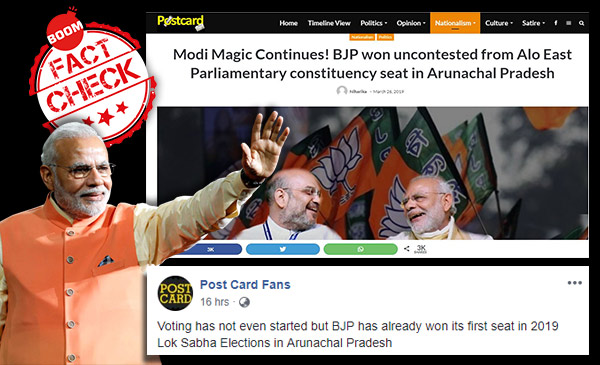 BOOM
FACT
CHECK
Postcard
Home Timeline View Politics Opinion Nationalism Culture Satire
Nationalism Politics
Modi Magic Continues! BJP won uncontested from Alo East
Parliamentary constituency seat in Arunachal Pradesh
Niharika - March 26, 2019
3K
3K
SHARES
POST
CARD
Post Card Fans
16 hrs ·
Voting has not even started but BJP has already won its first seat in 2019
Lok Sabha Elections in Arunachal Pradesh